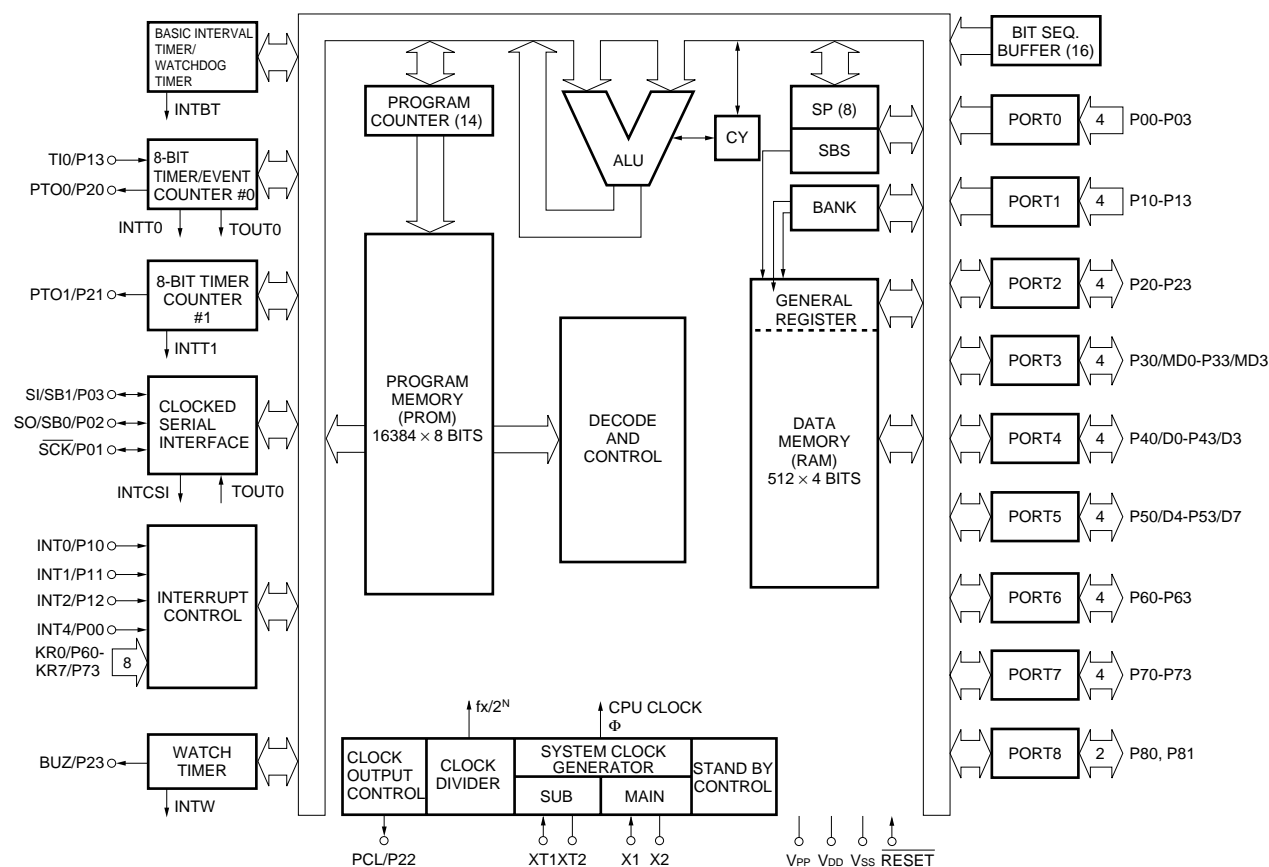 BASIC INTERVAL
TIMER/
WATCHDOG
TIMER
INTBT
TI0/P13
PTO0/P20
8-BIT
TIMER/EVENT
COUNTER #0
INTT0
TOUT0
PTO1/P21
8-BIT TIMER
COUNTER
#1
INTT1
SI/SB1/P03
SO/SB0/P02
SCK/P01
CLOCKED
SERIAL
INTERFACE
INTCSI
TOUT0
INT0/P10
INT1/P11
INT2/P12
INT4/P00
KR0/P60-
KR7/P73
8
INTERRUPT
CONTROL
BUZ/P23
WATCH
TIMER
INTW
PROGRAM
COUNTER (14)
ALU
CY
SP (8)
SBS
BANK
PROGRAM
MEMORY
(PROM)
16384 × 8 BITS
DECODE
AND
CONTROL
GENERAL
REGISTER
DATA
MEMORY
(RAM)
512 × 4 BITS
fx/2N
CPU CLOCK
Φ
CLOCK
OUTPUT
CONTROL
CLOCK
DIVIDER
SYSTEM CLOCK
GENERATOR
SUB
MAIN
STAND BY
CONTROL
PCL/P22
XT1
XT2
X1
X2
VPP
VDD
VSS
RESET
BIT SEQ.
BUFFER (16)
PORT0
4
P00-P03
PORT1
4
P10-P13
PORT2
4
P20-P23
PORT3
4
P30/MD0-P33/MD3
PORT4
4
P40/D0-P43/D3
PORT5
4
P50/D4-P53/D7
PORT6
4
P60-P63
PORT7
4
P70-P73
PORT8
2
P80, P81